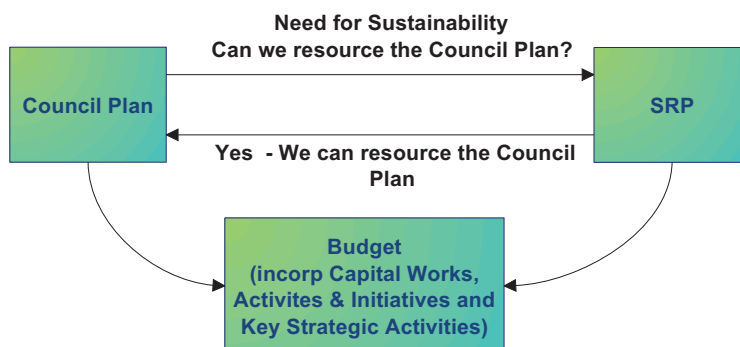 Need for Sustainability
Can we resource the Council Plan?
Council Plan
SRP
Yes - We can resource the Council
Plan
Budget
(incorp Capital Works,
Activites & Initiatives and
Key Strategic Activities)